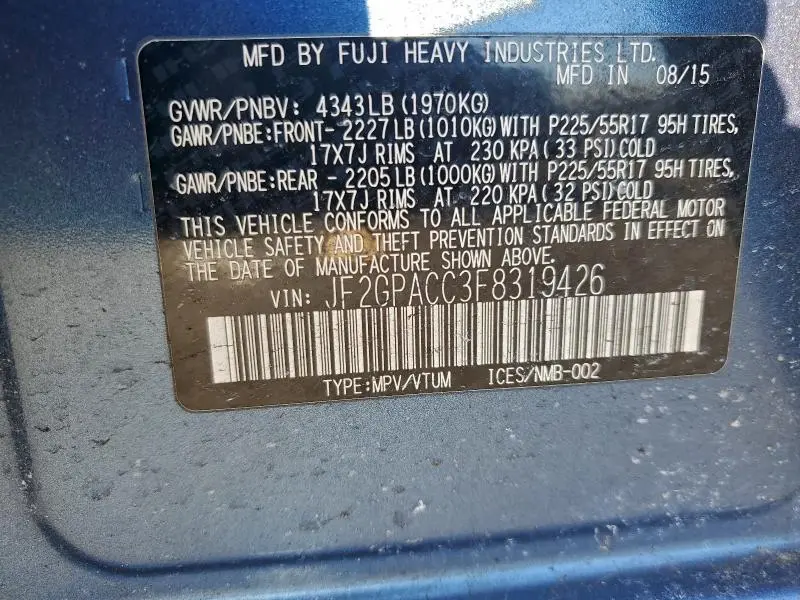 MFD BY FUJI HEAVY INDUSTRIES LTD.
MFD IN 08/15
GVWR/PNBV: 4343LB(1970KG)
GAWR/PNBE:FRONT- 2227LB(1010KG)WITH P225/55R17 95H TIRES,
17X7J RIMS AT 230 KPA( 33 PSI)COLD
GAWR/PNBE:REAR - 2205LB(1000KG)WITH P225/55R17 95H TIRES,
17X7J RIMS AT 220 KPA( 32 PSI)COLD
THIS VEHICLE CONFORMS TO ALL APPLICABLE FEDERAL MOTOR
VEHICLE SAFETY AND THEFT PREVENTION STANDARDS IN EFFECT ON
THE DATE OF MANUFACTURE SHOWN ABOVE.
VIN: JF2GPACC3F8319426
TYPE:MPV/VTUM ICES/NMB-002